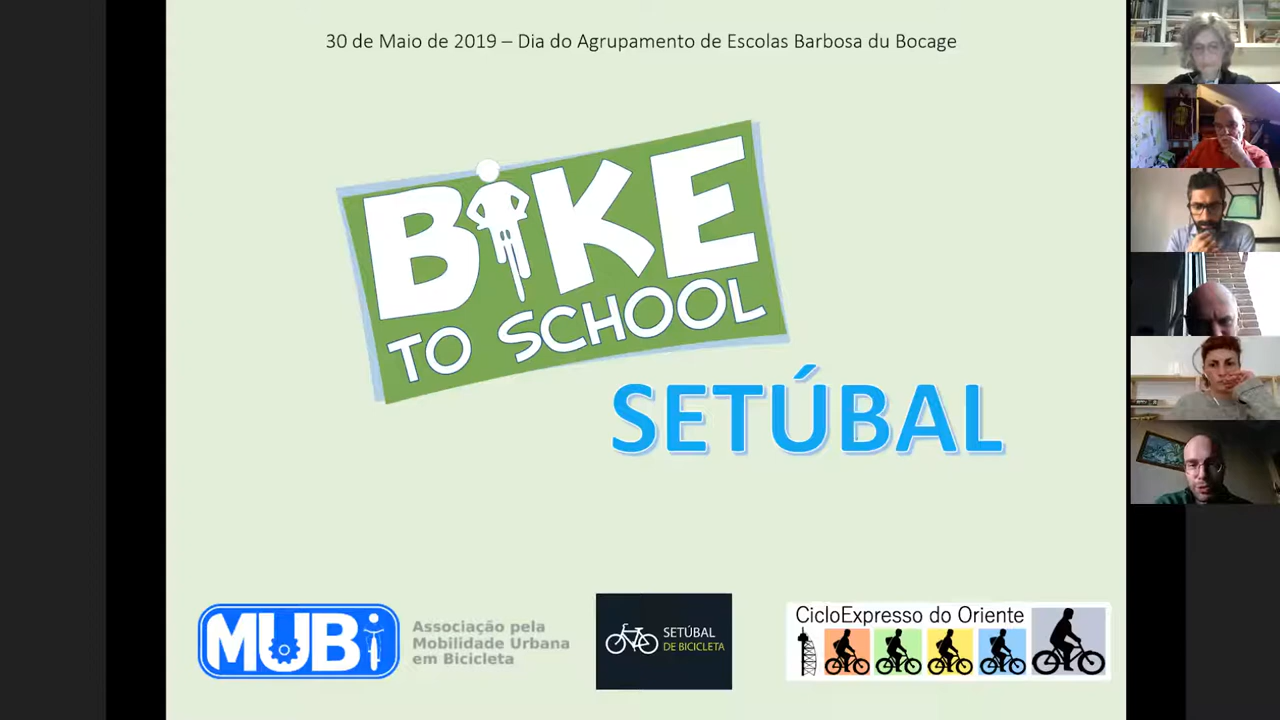 30 de Maio de 2019 – Dia do Agrupamento de Escolas Barbosa du Bocage
BIKE
TO SCHOOL
SETÚBAL
MUBi
Associação pela
Mobilidade Urbana
em Bicicleta
SETÚBAL
DE BICICLETA
CicloExpresso do Oriente